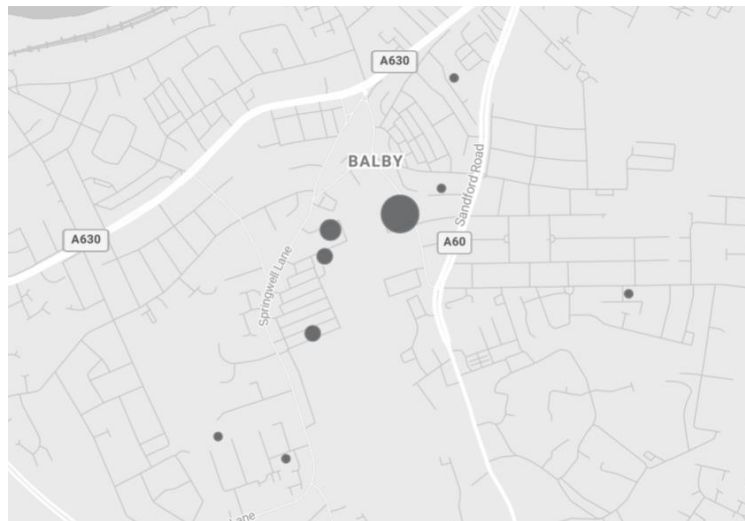 A630
BALBY
Sandford Road
A630
A60
Springwell Lane
Lane